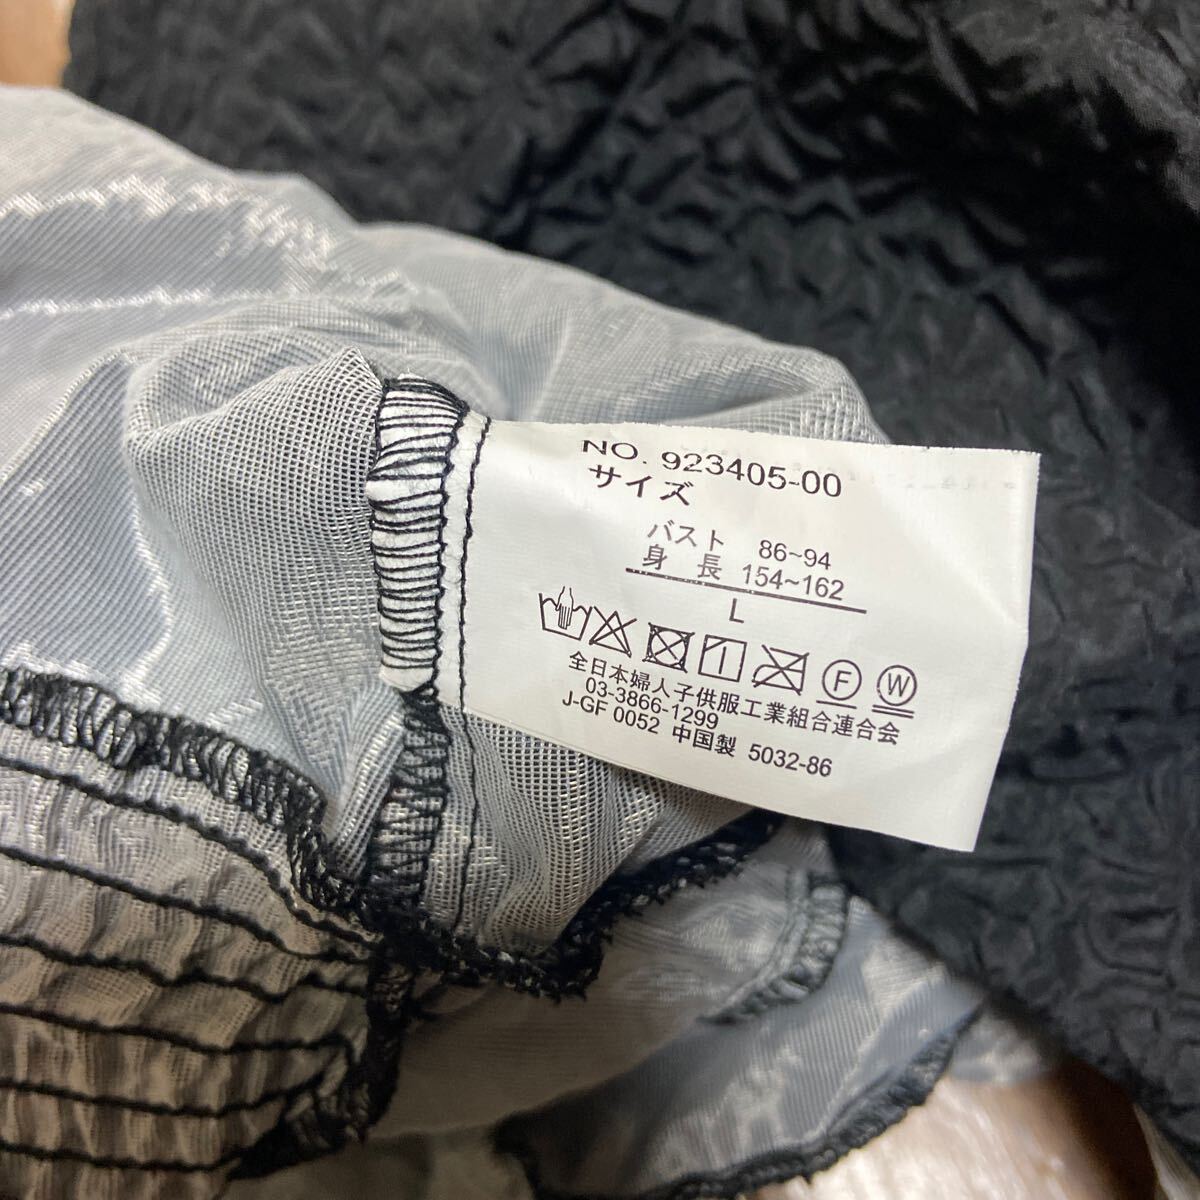 NO. 923405-00
サイズ
バスト 86~94
身 長 154~162
L
F W
全日本婦人子供服工業組合連合会
03-3866-1299
J-GF 0052 中国製 5032-86